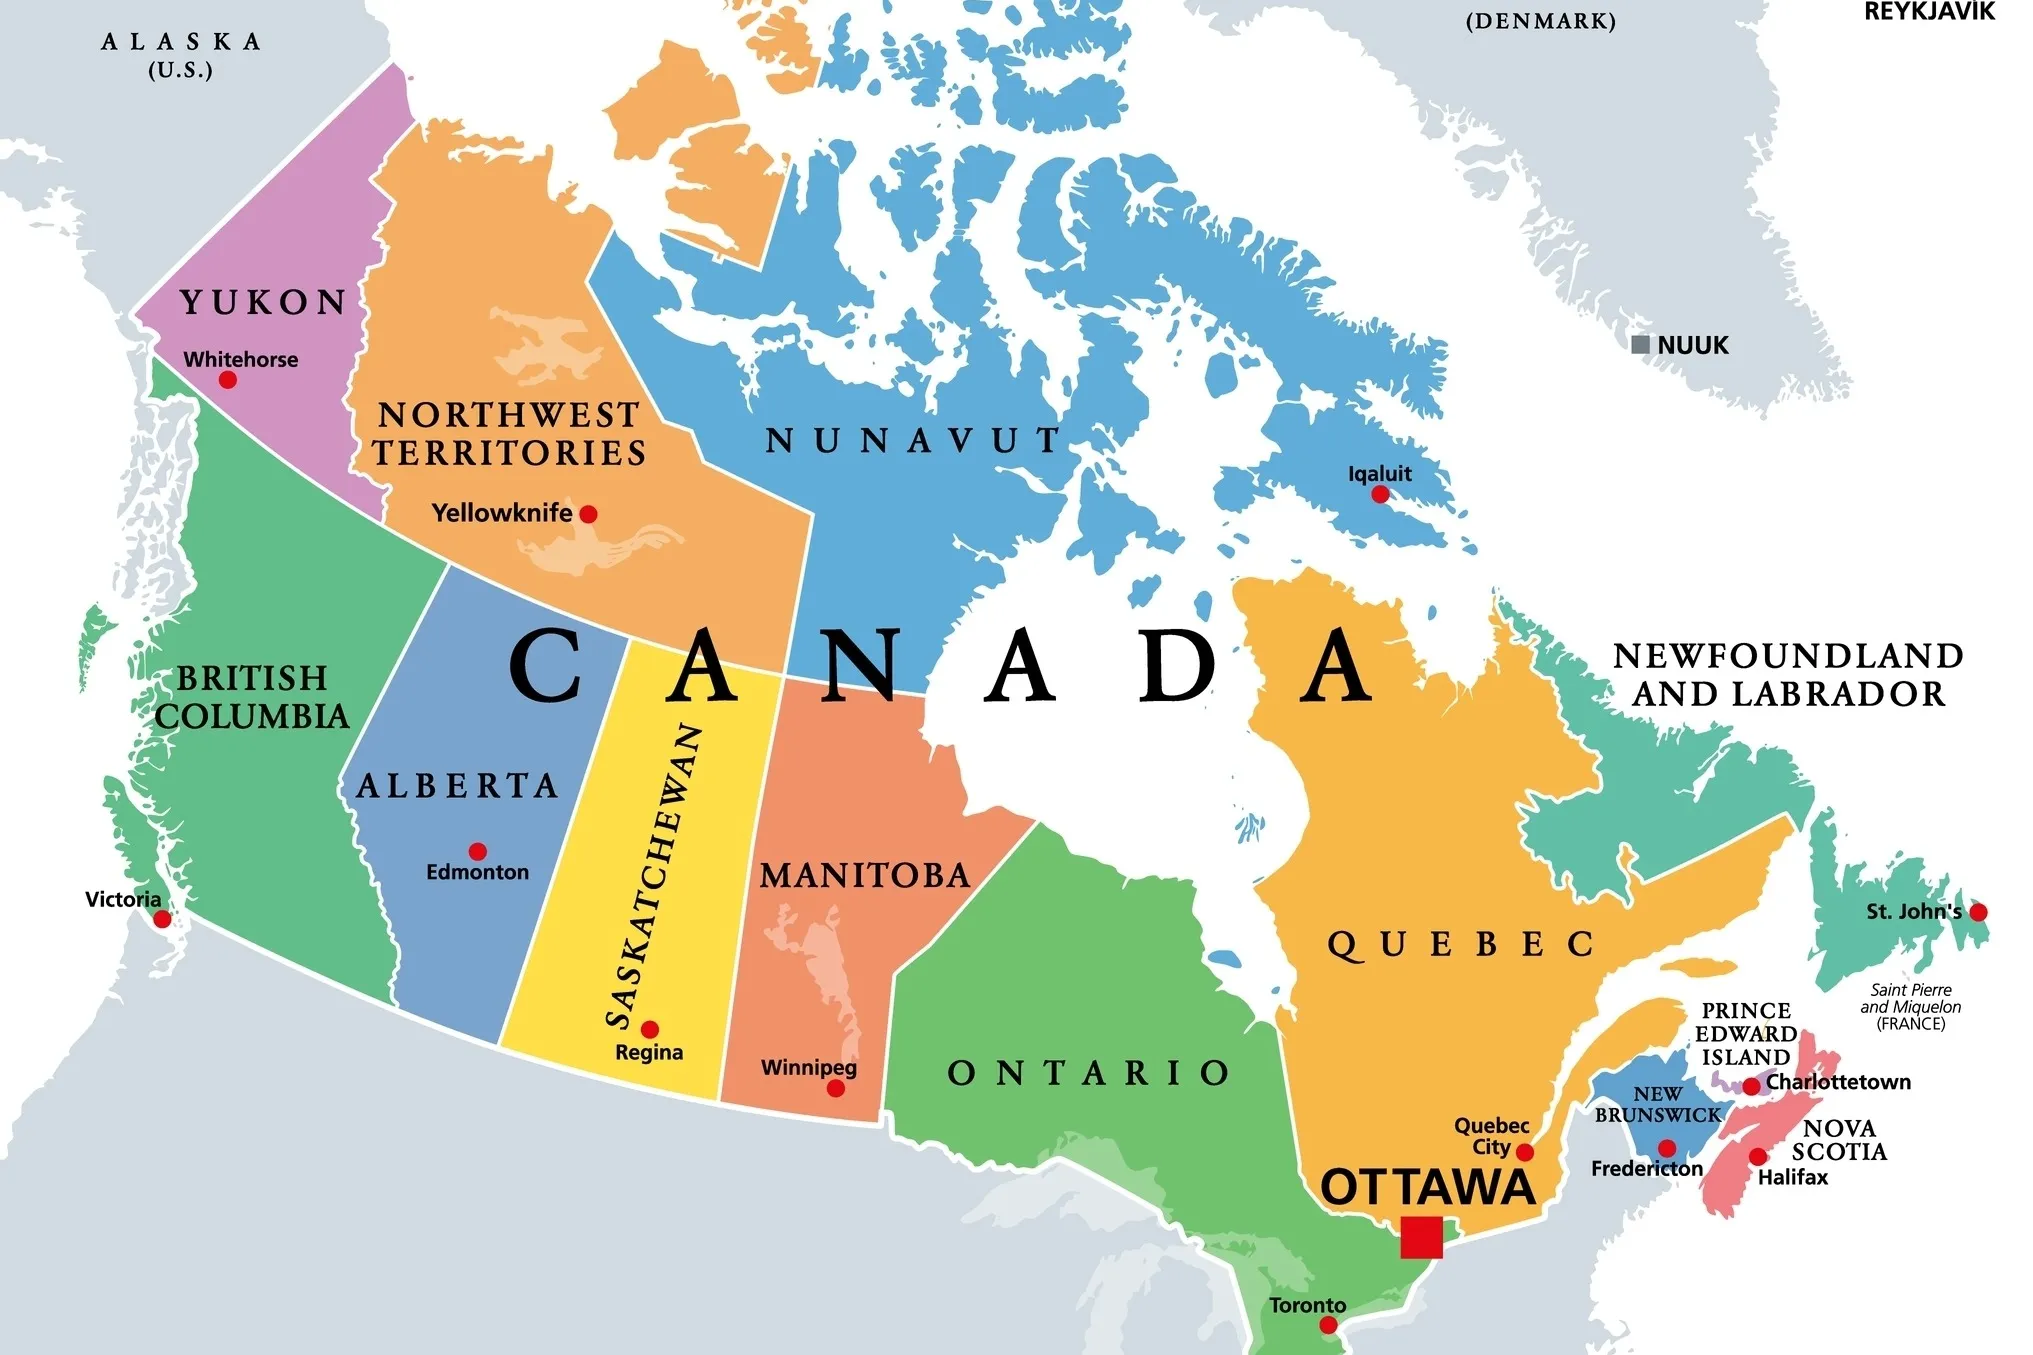 ALASKA
(U.S.)
(DENMARK)
REYKJAVÍK
YUKON
Whitehorse
NORTHWEST
TERRITORIES
Yellowknife
NUNAVUT
Iqaluit
NUUK
CANADA
BRITISH
COLUMBIA
Victoria
ALBERTA
Edmonton
SASKATCHEWAN
Regina
MANITOBA
Winnipeg
ONTARIO
Toronto
OTTAWA
QUEBEC
Quebec
City
NEWFOUNDLAND
AND LABRADOR
St. John's
Saint Pierre
and Miquelon
(FRANCE)
PRINCE
EDWARD
ISLAND
Charlottetown
NEW
BRUNSWICK
Fredericton
NOVA
SCOTIA
Halifax